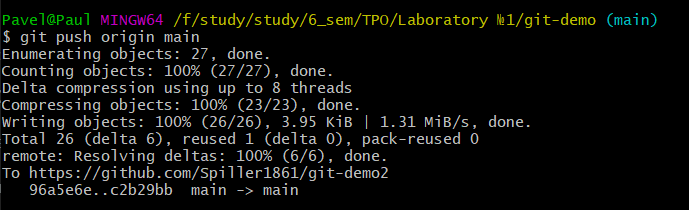 Pavel@Paul MINGW64 /f/study/study/6_sem/TPO/Laboratory №1/git-demo (main)
$ git push origin main
Enumerating objects: 27, done.
Counting objects: 100% (27/27), done.
Delta compression using up to 8 threads
Compressing objects: 100% (23/23), done.
Writing objects: 100% (26/26), 3.95 KiB | 1.31 MiB/s, done.
Total 26 (delta 6), reused 1 (delta 0), pack-reused 0
remote: Resolving deltas: 100% (6/6), done.
To https://github.com/Spiller1861/git-demo2
   96a5e6e..c2b29bb  main -> main